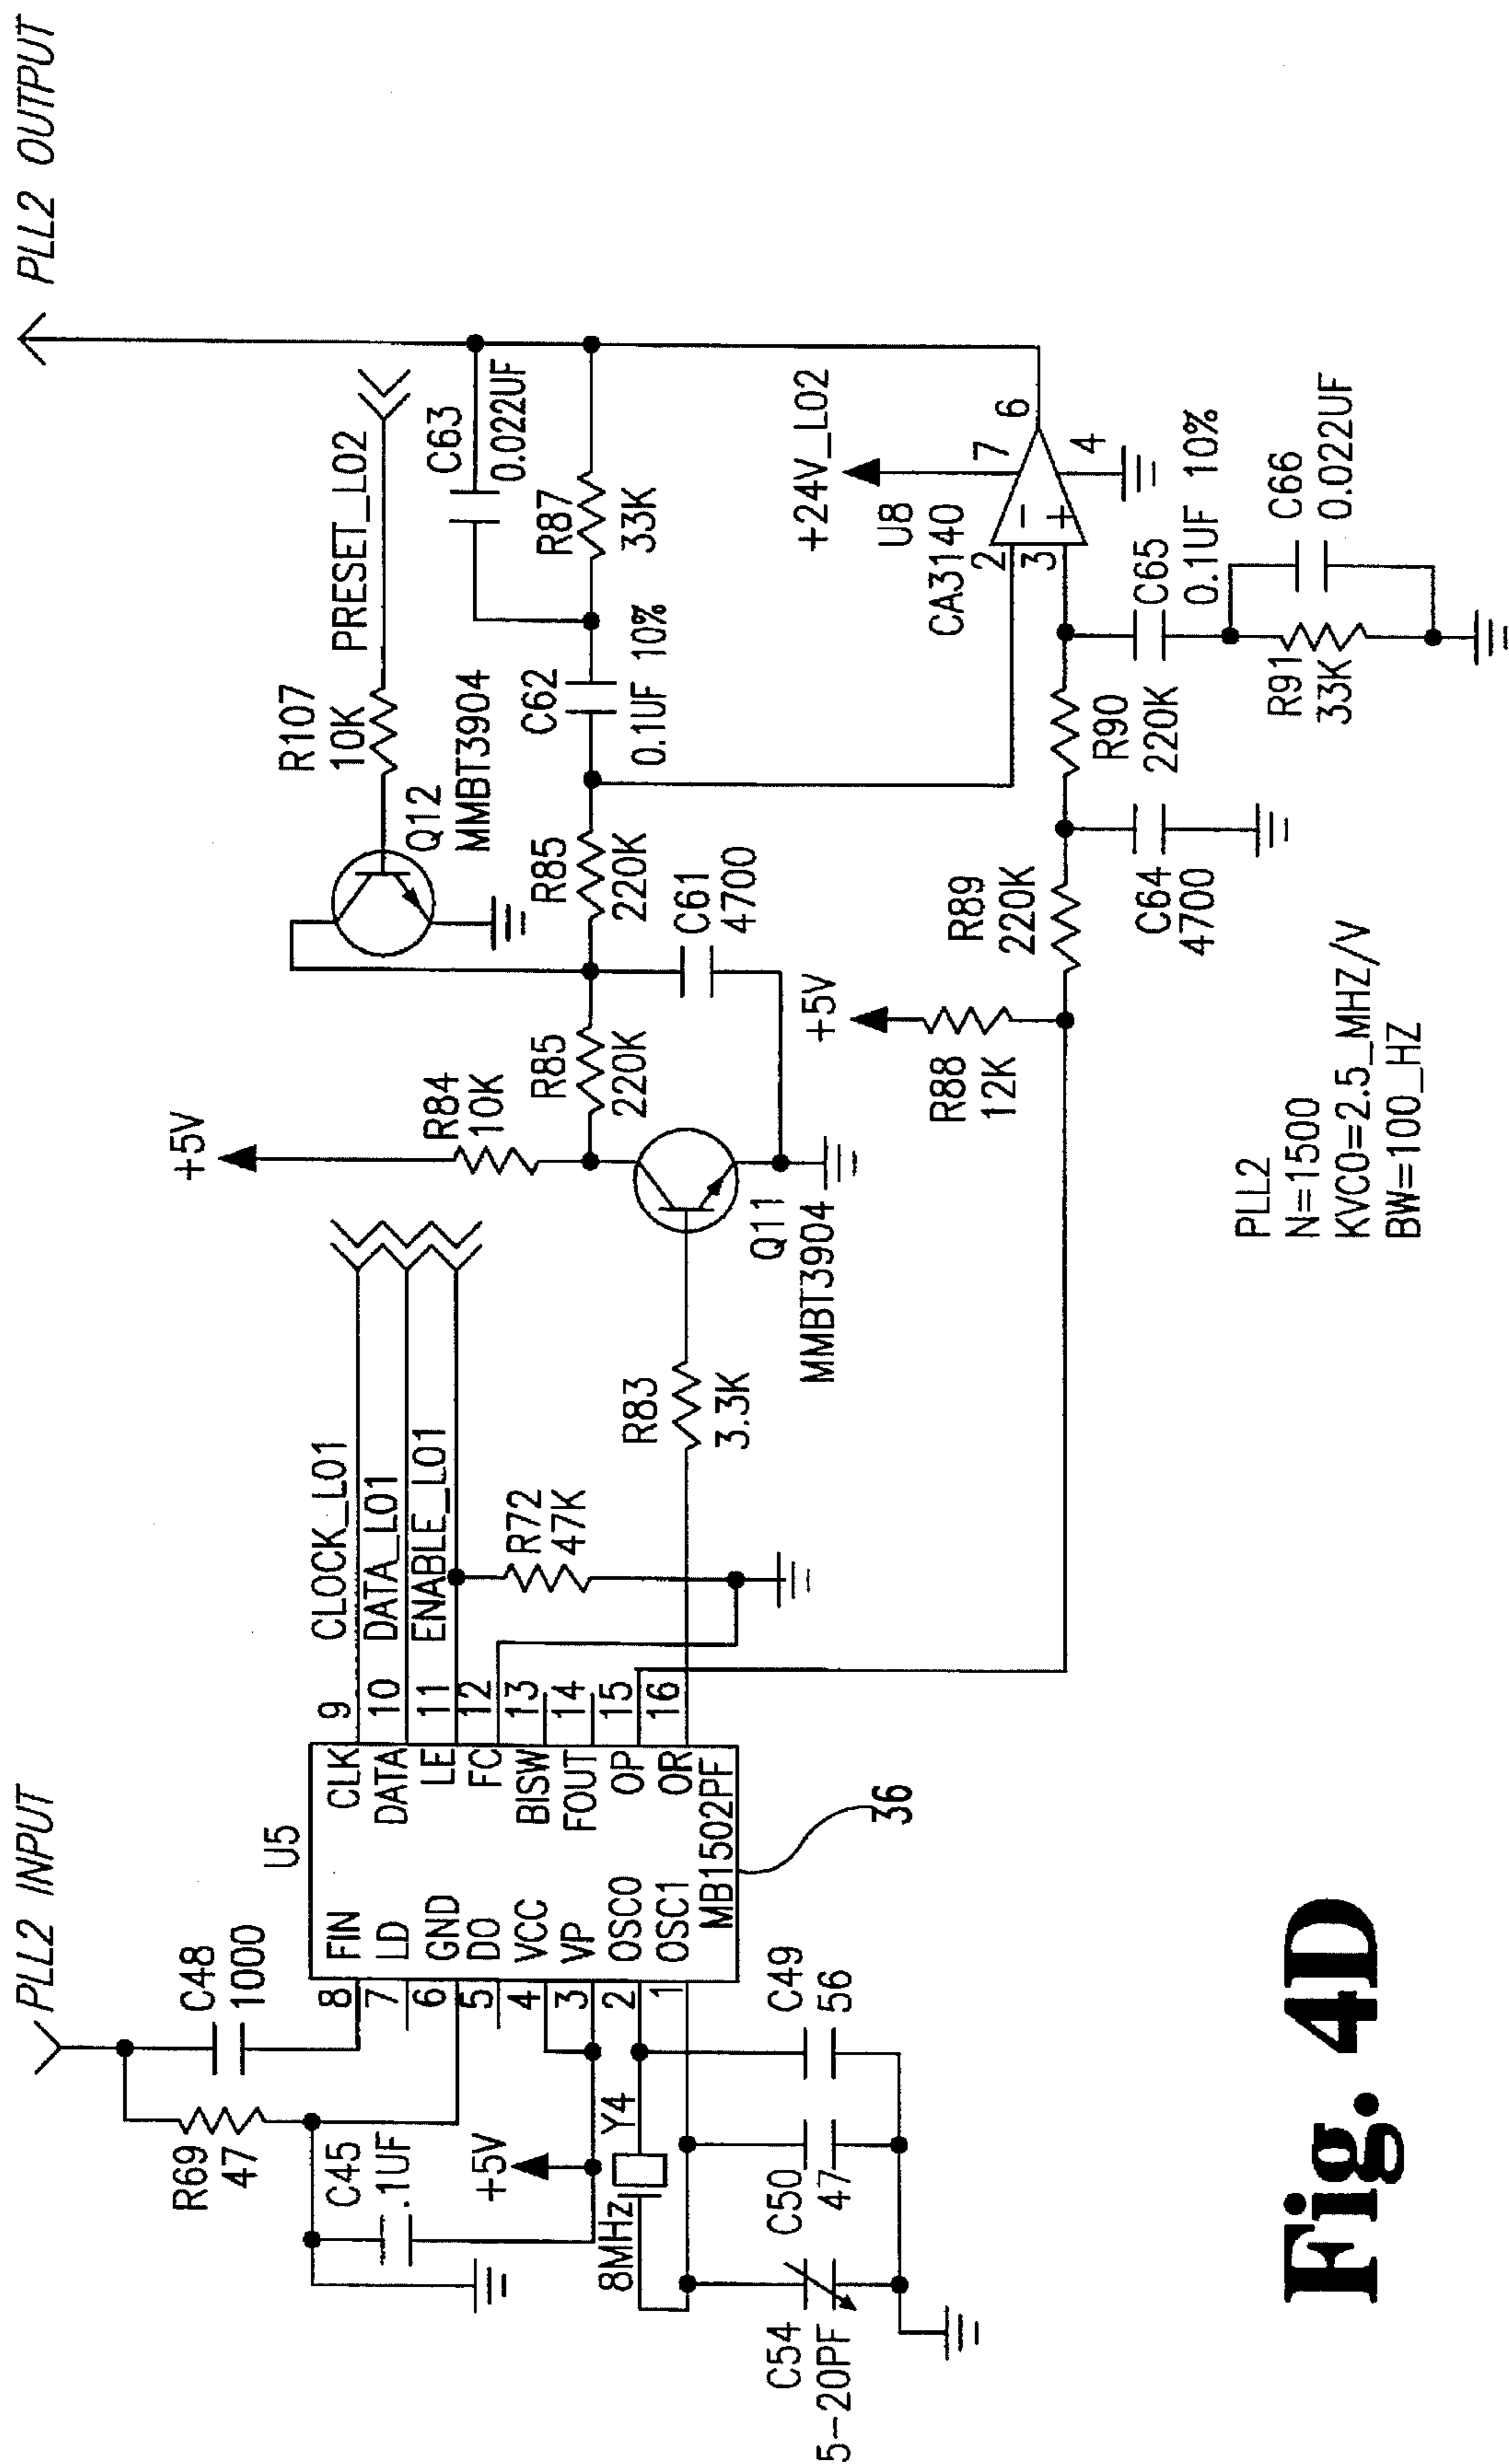 PLL2 INPUT
PLL2 OUTPUT
R69
47
C48
1000
C45
.1UF
+5V
8MHz
Y4
C54
5-20PF
C50
47
C49
56
U5
8
7
6
5
4
3
2
1
FIN
LD
GND
DO
VCC
VP
OSCO
OSC1
CLK
DATA
LE
FC
BISW
FOUT
OP
OR
MB1502PF
9
10
11
12
13
14
15
16
36
CLOCK_LO1
DATA_LO1
ENABLE_LO1
R72
47K
R83
3.3K
+5V
R84
10K
Q11
MMBT3904
R85
220K
C61
4700
R85
220K
Q12
MMBT3904
R107
10K
PRESET_LO2
C62
0.1UF 10%
C63
0.022UF
R87
33K
+5V
R88
12K
R89
220K
C64
4700
R90
220K
C65
0.1UF 10%
R91
33K
C66
0.022UF
+24V_LO2
U8
CA3140
2
3
7
6
4
−
+
PLL2
N=1500
KVCO=2.5_MHZ/V
BW=100_HZ
Fig. 4D